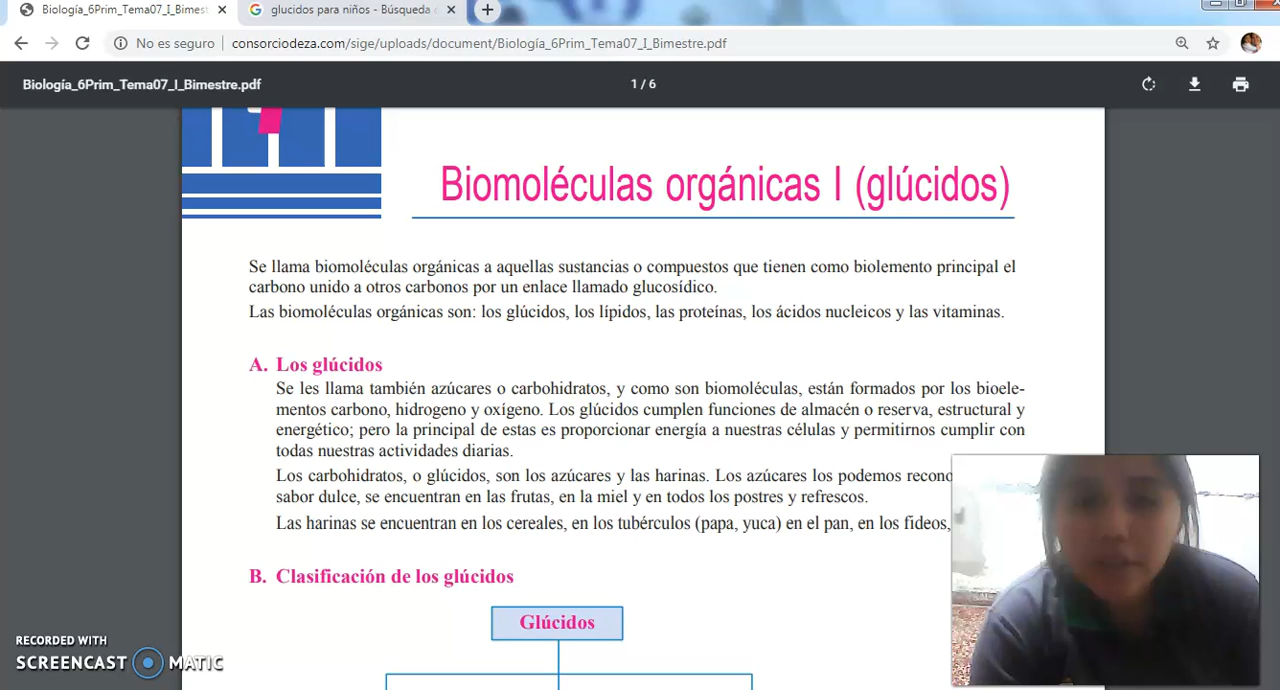 Biología_6Prim_Tema07_I_Bimest
glucidos para niños - Búsqueda
No es seguro
consorciodeza.com/sige/uploads/document/Biología_6Prim_Tema07_I_Bimestre.pdf
Biología_6Prim_Tema07_I_Bimestre.pdf
1 / 6
Biomoléculas orgánicas I (glúcidos)
Se llama biomoléculas orgánicas a aquellas sustancias o compuestos que tienen como biolemento principal el
carbono unido a otros carbonos por un enlace llamado glucosídico.
Las biomoléculas orgánicas son: los glúcidos, los lípidos, las proteínas, los ácidos nucleicos y las vitaminas.
A. Los glúcidos
Se les llama también azúcares o carbohidratos, y como son biomoléculas, están formados por los bioele-
mentos carbono, hidrogeno y oxígeno. Los glúcidos cumplen funciones de almacén o reserva, estructural y
energético; pero la principal de estas es proporcionar energía a nuestras células y permitirnos cumplir con
todas nuestras actividades diarias.
Los carbohidratos, o glúcidos, son los azúcares y las harinas. Los azúcares los podemos recono
sabor dulce, se encuentran en las frutas, en la miel y en todos los postres y refrescos.
Las harinas se encuentran en los cereales, en los tubérculos (papa, yuca) en el pan, en los fideos,
B. Clasificación de los glúcidos
Glúcidos
RECORDED WITH
SCREENCAST MATIC